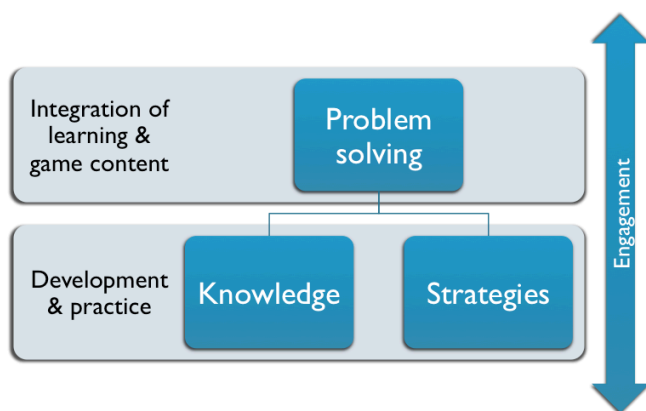 Integration of
learning &
game content
Problem
solving
Development
& practice
Knowledge
Strategies
Engagement